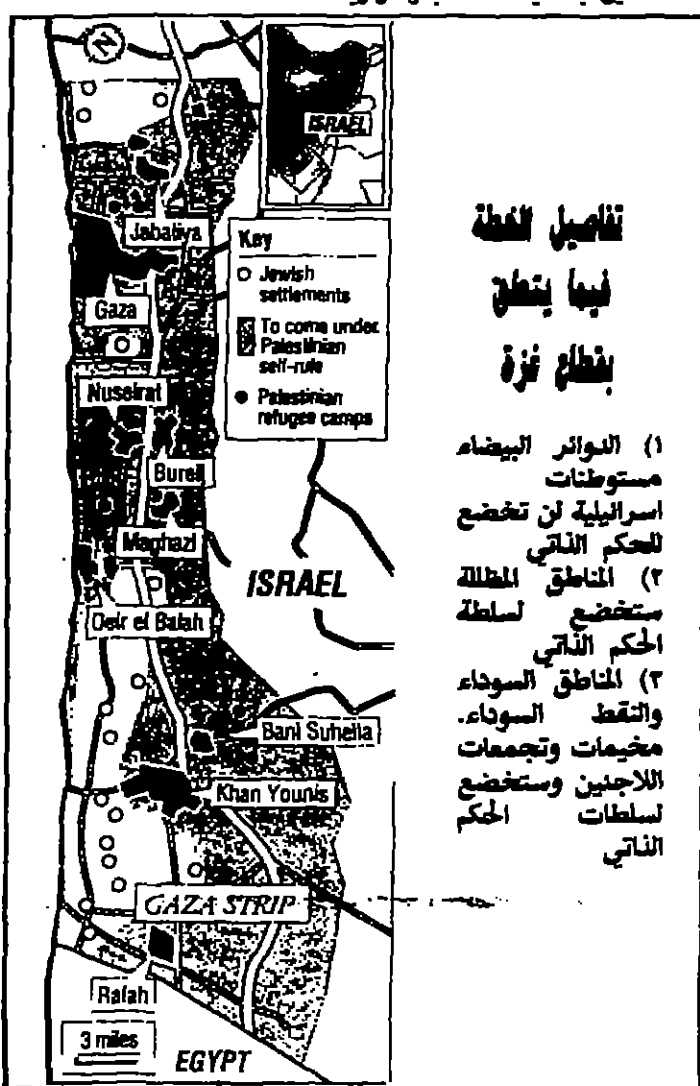 N
ISRAEL
Jabaliya
Key
Jewish
settlements
Gaza
To come under
Palestinian
self-rule
Nuseirat
Palestinian
refugee camps
Bureij
Maghazi
ISRAEL
Deir el Balah
Bani Suheila
Khan Younis
GAZA STRIP
Rafah
3 miles
EGYPT
تفاصيل الخطة
فيما يتعلق
بقطاع غزة
١) الدوائر البيضاء
مستوطنات
اسرائيلية لن تخضع
للحكم الذاتي
٢) المناطق المظللة
ستخضع لسلطة
الحكم الذاتي
٣) المناطق السوداء
والنقط السوداء.
مخيمات وتجمعات
اللاجئين وستخضع
لسلطات الحكم
الذاتي